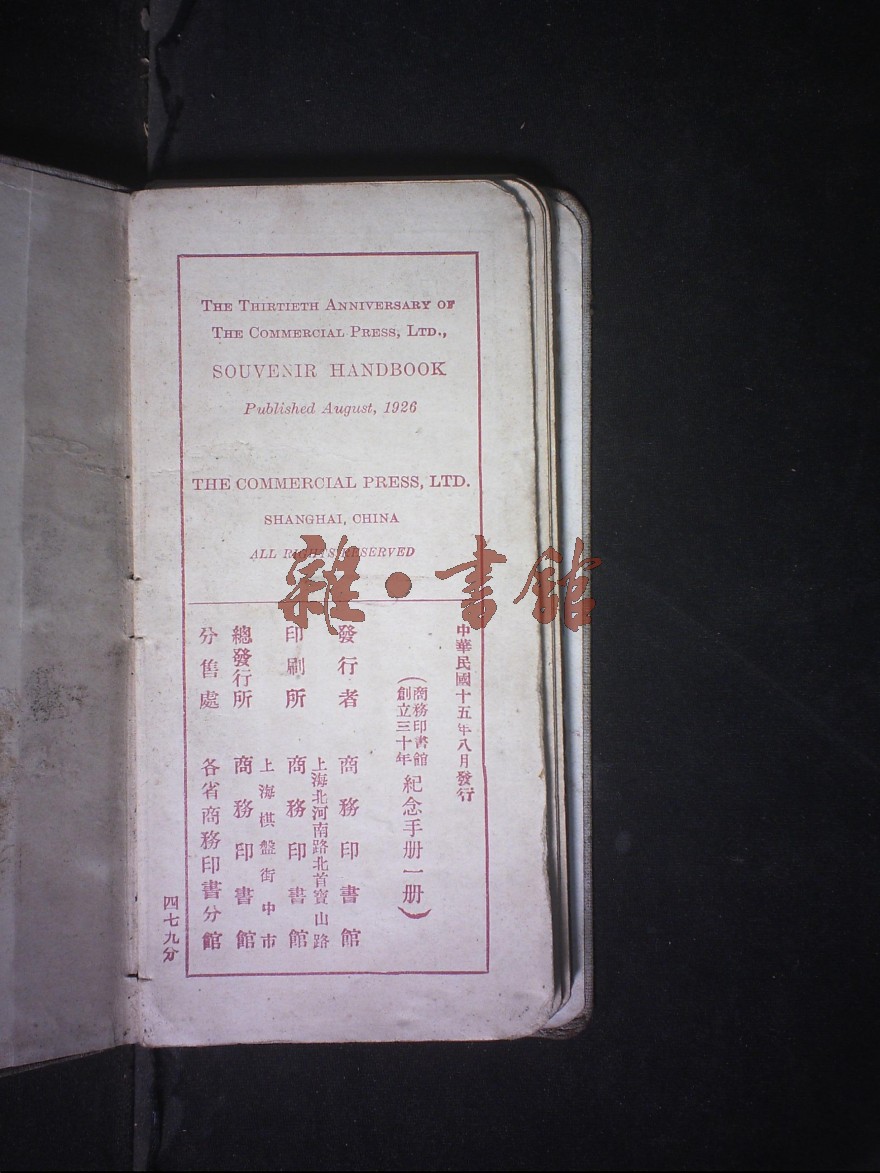 THE THIRTIETH ANNIVERSARY OF
THE COMMERCIAL PRESS, LTD.,
SOUVENIR HANDBOOK
Published August, 1926
THE COMMERCIAL PRESS, LTD.
SHANGHAI, CHINA
ALL RIGHTS RESERVED
雜·書館
中華民國十五年八月發行
(商務印書館
創立三十年
紀念手册一册)
發行者 商務印書館
上海北河南路北首寶山路
印刷所 商務印書館
上海棋盤街中市
總發行所 商務印書館
分售處 各省商務印書分館
四七九分